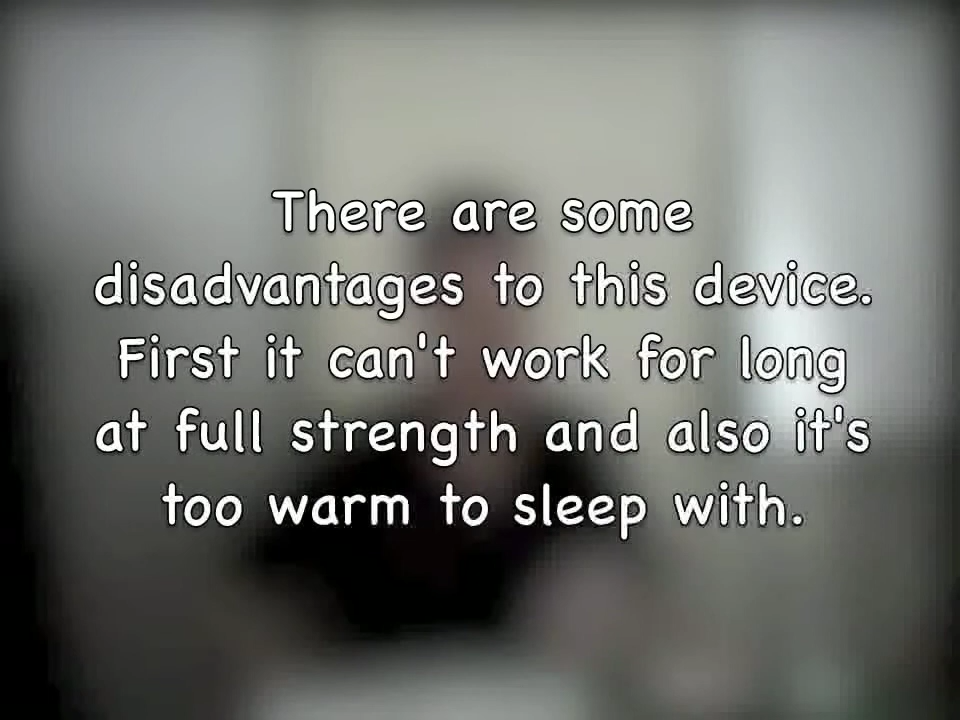 There are some
disadvantages to this device.
First it can't work for long
at full strength and also it's
too warm to sleep with.